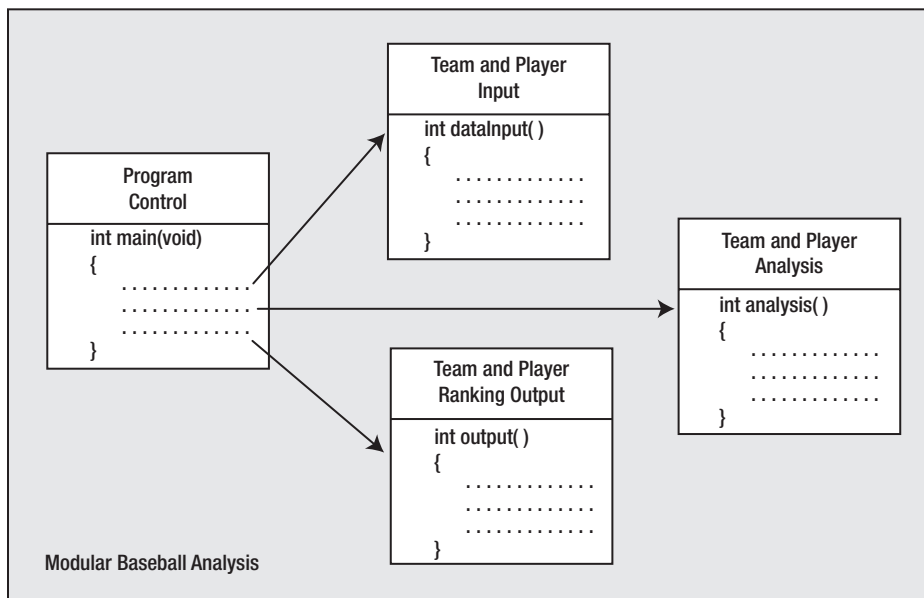 Program
Control
int main(void)
{
. . . . . . . . . . . . .
. . . . . . . . . . . . .
. . . . . . . . . . . . .
}
Team and Player
Input
int dataInput( )
{
. . . . . . . . . . . . .
. . . . . . . . . . . . .
. . . . . . . . . . . . .
}
Team and Player
Analysis
int analysis( )
{
. . . . . . . . . . . . .
. . . . . . . . . . . . .
. . . . . . . . . . . . .
}
Team and Player
Ranking Output
int output( )
{
. . . . . . . . . . . . .
. . . . . . . . . . . . .
. . . . . . . . . . . . .
}
Modular Baseball Analysis